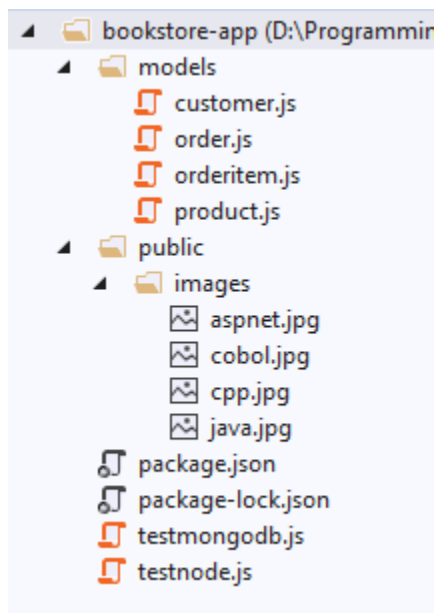 bookstore-app (D:\Programmin
models
customer.js
order.js
orderitem.js
product.js
public
images
aspnet.jpg
cobol.jpg
cpp.jpg
java.jpg
package.json
package-lock.json
testmongodb.js
testnode.js